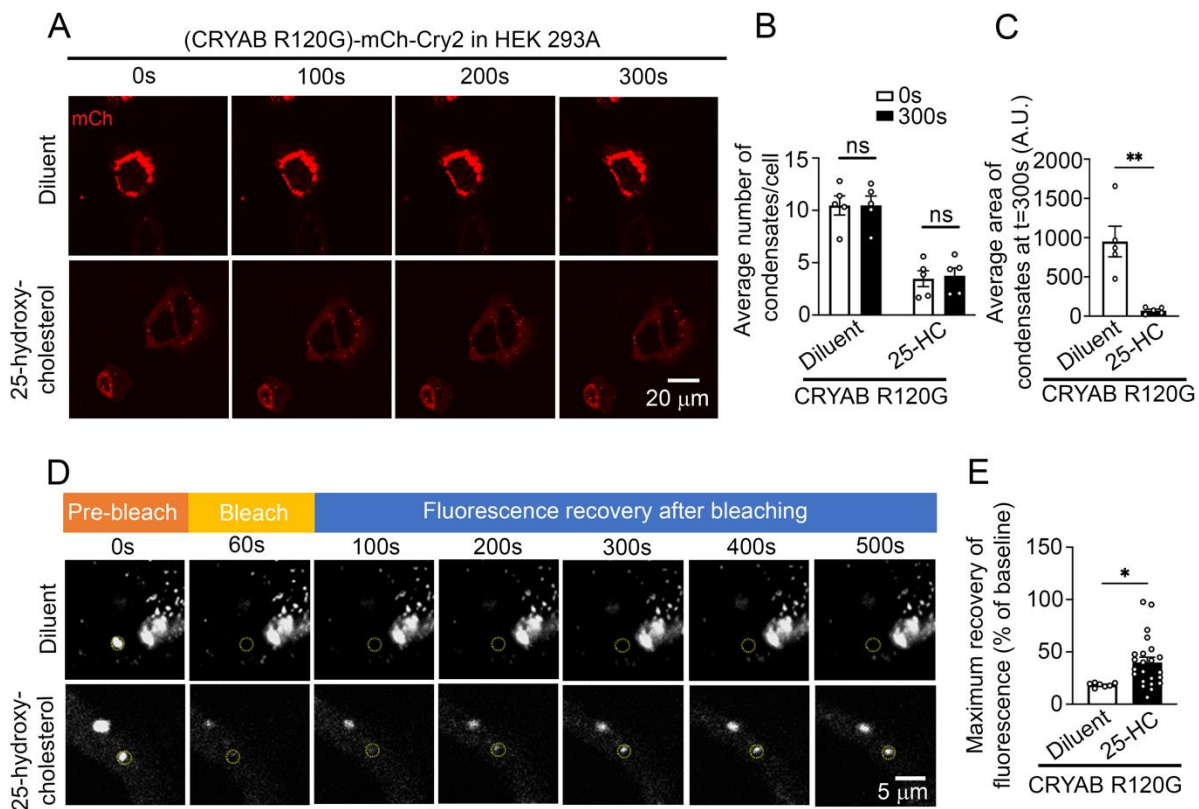 A
(CRYAB R120G)-mCh-Cry2 in HEK 293A
0s 100s 200s 300s
mCh
Diluent
25-hydroxy-
cholesterol
20 μm
B
0s
300s
ns
ns
Average number of
condensates/cell
15
10
5
0
Diluent
25-HC
CRYAB R120G
C
**
Average area of
condensates at t=300s (A.U.)
2000
1500
1000
500
0
Diluent
25-HC
CRYAB R120G
D
Pre-bleach Bleach Fluorescence recovery after bleaching
0s 60s 100s 200s 300s 400s 500s
Diluent
25-hydroxy-
cholesterol
5 μm
E
*
Maximum recovery of
fluorescence (% of baseline)
150
100
50
0
Diluent
25-HC
CRYAB R120G